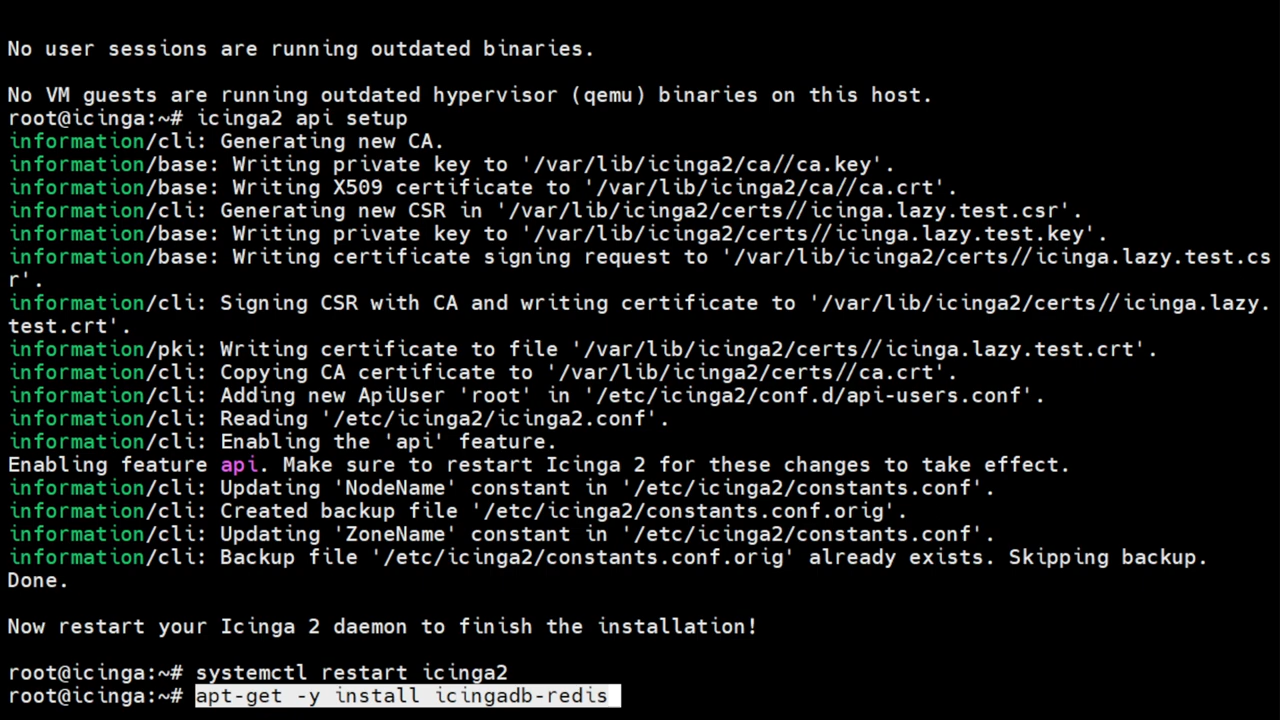 No user sessions are running outdated binaries.
No VM guests are running outdated hypervisor (qemu) binaries on this host.
root@icinga:~# icinga2 api setup
information/cli: Generating new CA.
information/base: Writing private key to '/var/lib/icinga2/ca//ca.key'.
information/base: Writing X509 certificate to '/var/lib/icinga2/ca//ca.crt'.
information/cli: Generating new CSR in '/var/lib/icinga2/certs//icinga.lazy.test.csr'.
information/base: Writing private key to '/var/lib/icinga2/certs//icinga.lazy.test.key'.
information/base: Writing certificate signing request to '/var/lib/icinga2/certs//icinga.lazy.test.cs
r'.
information/cli: Signing CSR with CA and writing certificate to '/var/lib/icinga2/certs//icinga.lazy.
test.crt'.
information/pki: Writing certificate to file '/var/lib/icinga2/certs//icinga.lazy.test.crt'.
information/cli: Copying CA certificate to '/var/lib/icinga2/certs//ca.crt'.
information/cli: Adding new ApiUser 'root' in '/etc/icinga2/conf.d/api-users.conf'.
information/cli: Reading '/etc/icinga2/icinga2.conf'.
information/cli: Enabling the 'api' feature.
Enabling feature api. Make sure to restart Icinga 2 for these changes to take effect.
information/cli: Updating 'NodeName' constant in '/etc/icinga2/constants.conf'.
information/cli: Created backup file '/etc/icinga2/constants.conf.orig'.
information/cli: Updating 'ZoneName' constant in '/etc/icinga2/constants.conf'.
information/cli: Backup file '/etc/icinga2/constants.conf.orig' already exists. Skipping backup.
Done.
Now restart your Icinga 2 daemon to finish the installation!
root@icinga:~# systemctl restart icinga2
root@icinga:~# apt-get -y install icingadb-redis